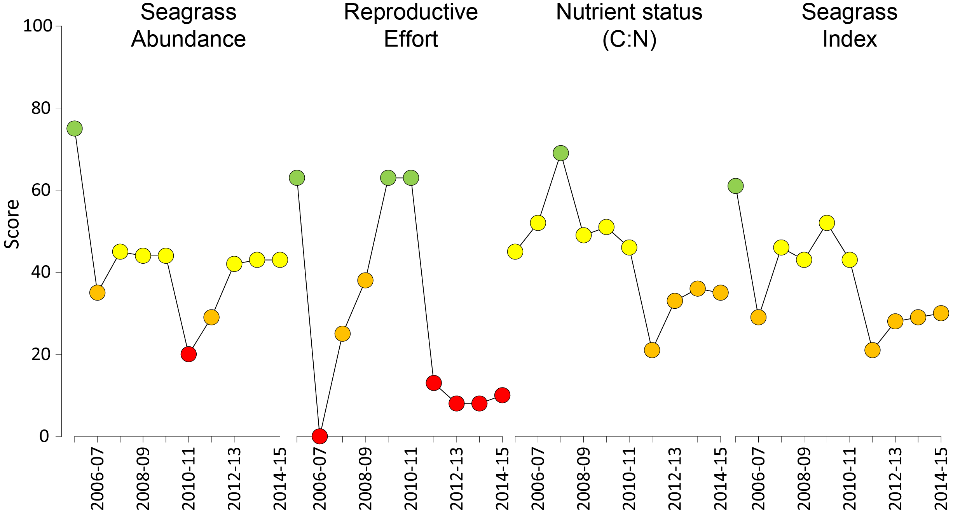 Seagrass
Abundance
Reproductive
Effort
Nutrient status
(C:N)
Seagrass
Index
Score
100
80
60
40
20
0
2006-07
2008-09
2010-11
2012-13
2014-15
2006-07
2008-09
2010-11
2012-13
2014-15
2006-07
2008-09
2010-11
2012-13
2014-15
2006-07
2008-09
2010-11
2012-13
2014-15